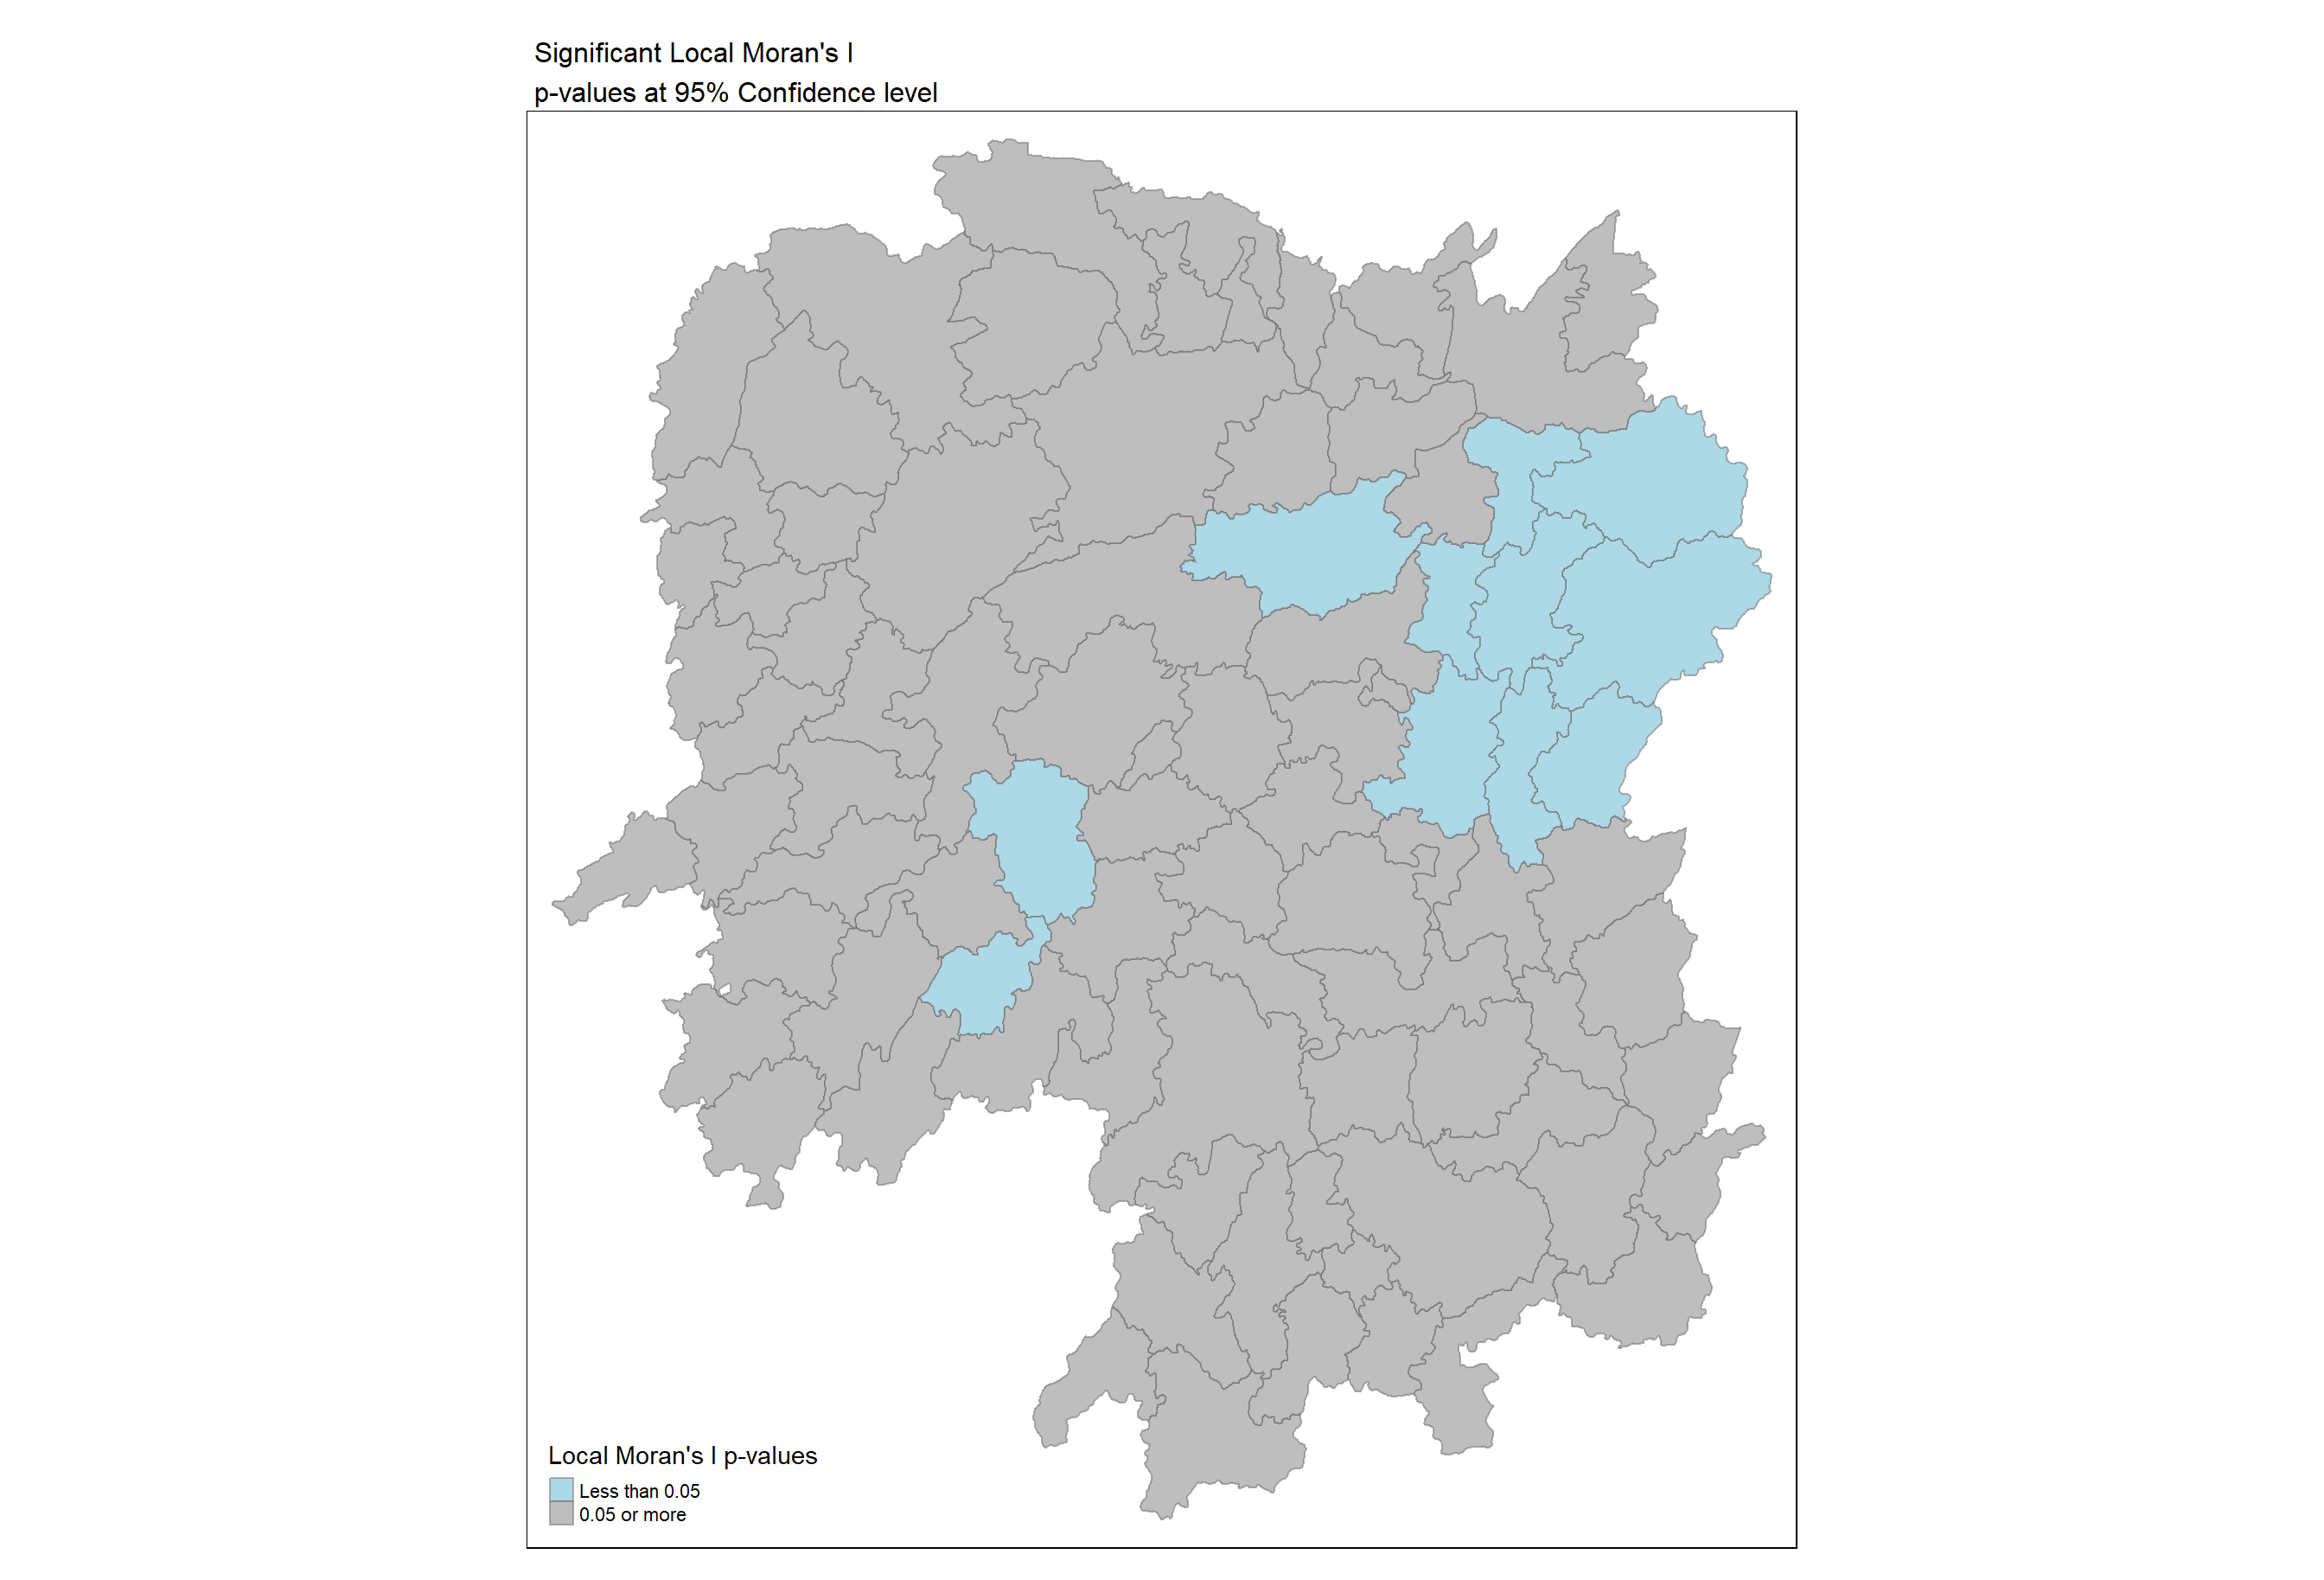 Significant Local Moran's I
p-values at 95% Confidence level
Local Moran's I p-values
Less than 0.05
0.05 or more